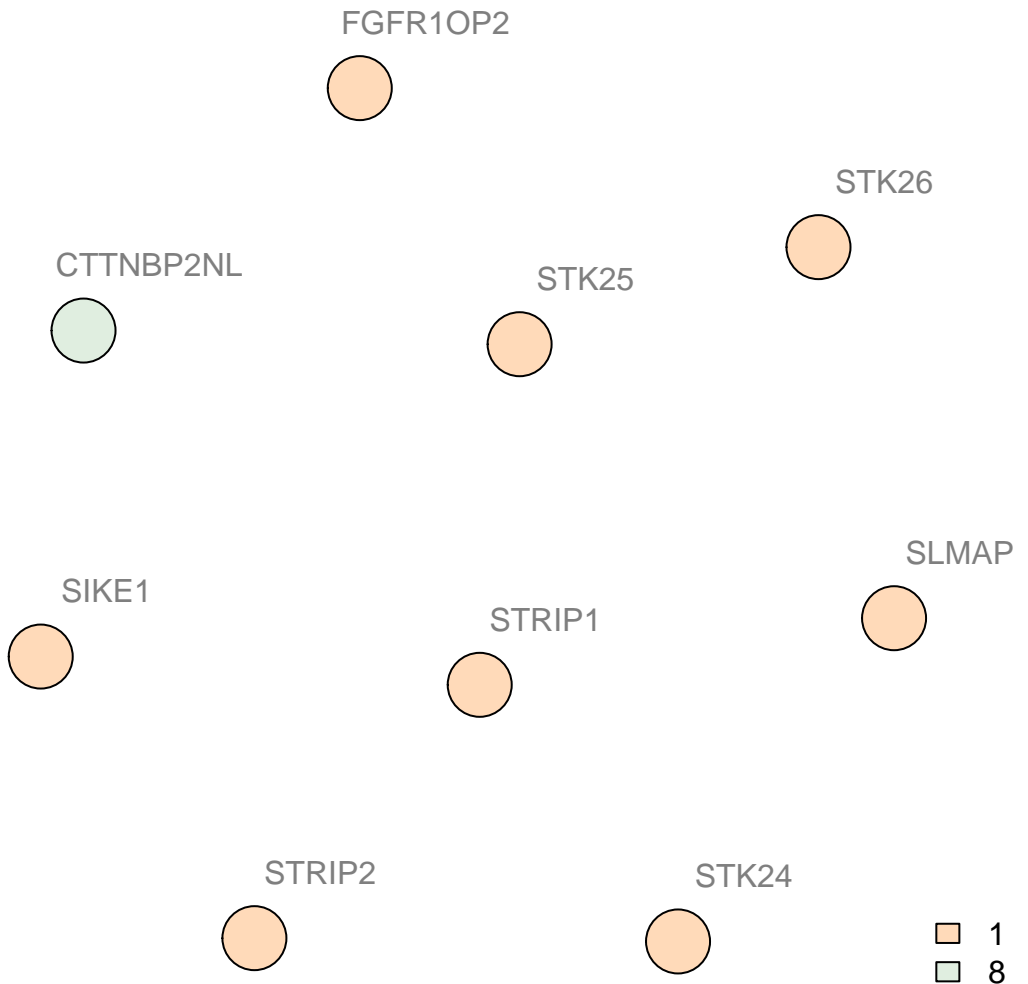 FGFR1OP2
STK26
CTTNBP2NL
STK25
SLMAP
SIKE1
STRIP1
STRIP2
STK24
1
8